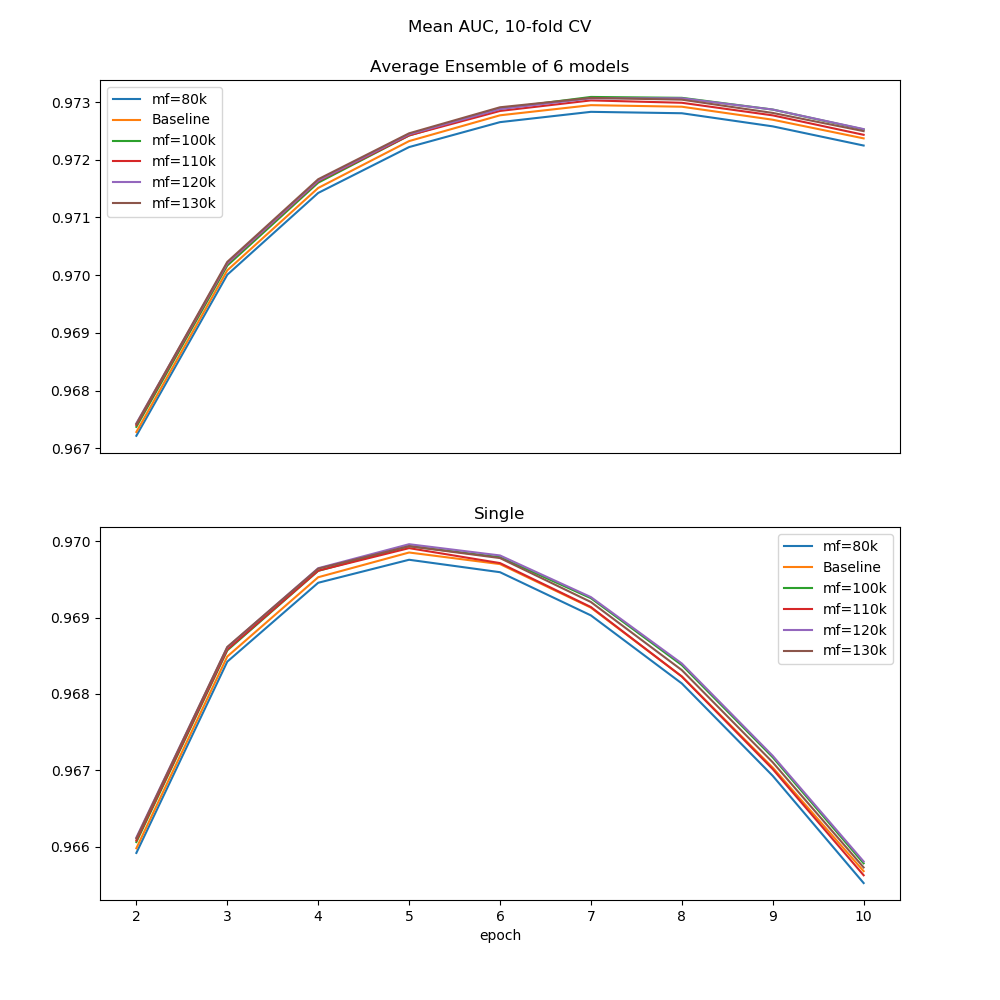 Mean AUC, 10-fold CV
Average Ensemble of 6 models
0.973
0.972
0.971
0.970
0.969
0.968
0.967
mf=80k
Baseline
mf=100k
mf=110k
mf=120k
mf=130k
Single
0.970
0.969
0.968
0.967
0.966
mf=80k
Baseline
mf=100k
mf=110k
mf=120k
mf=130k
2 3 4 5 6 7 8 9 10
epoch